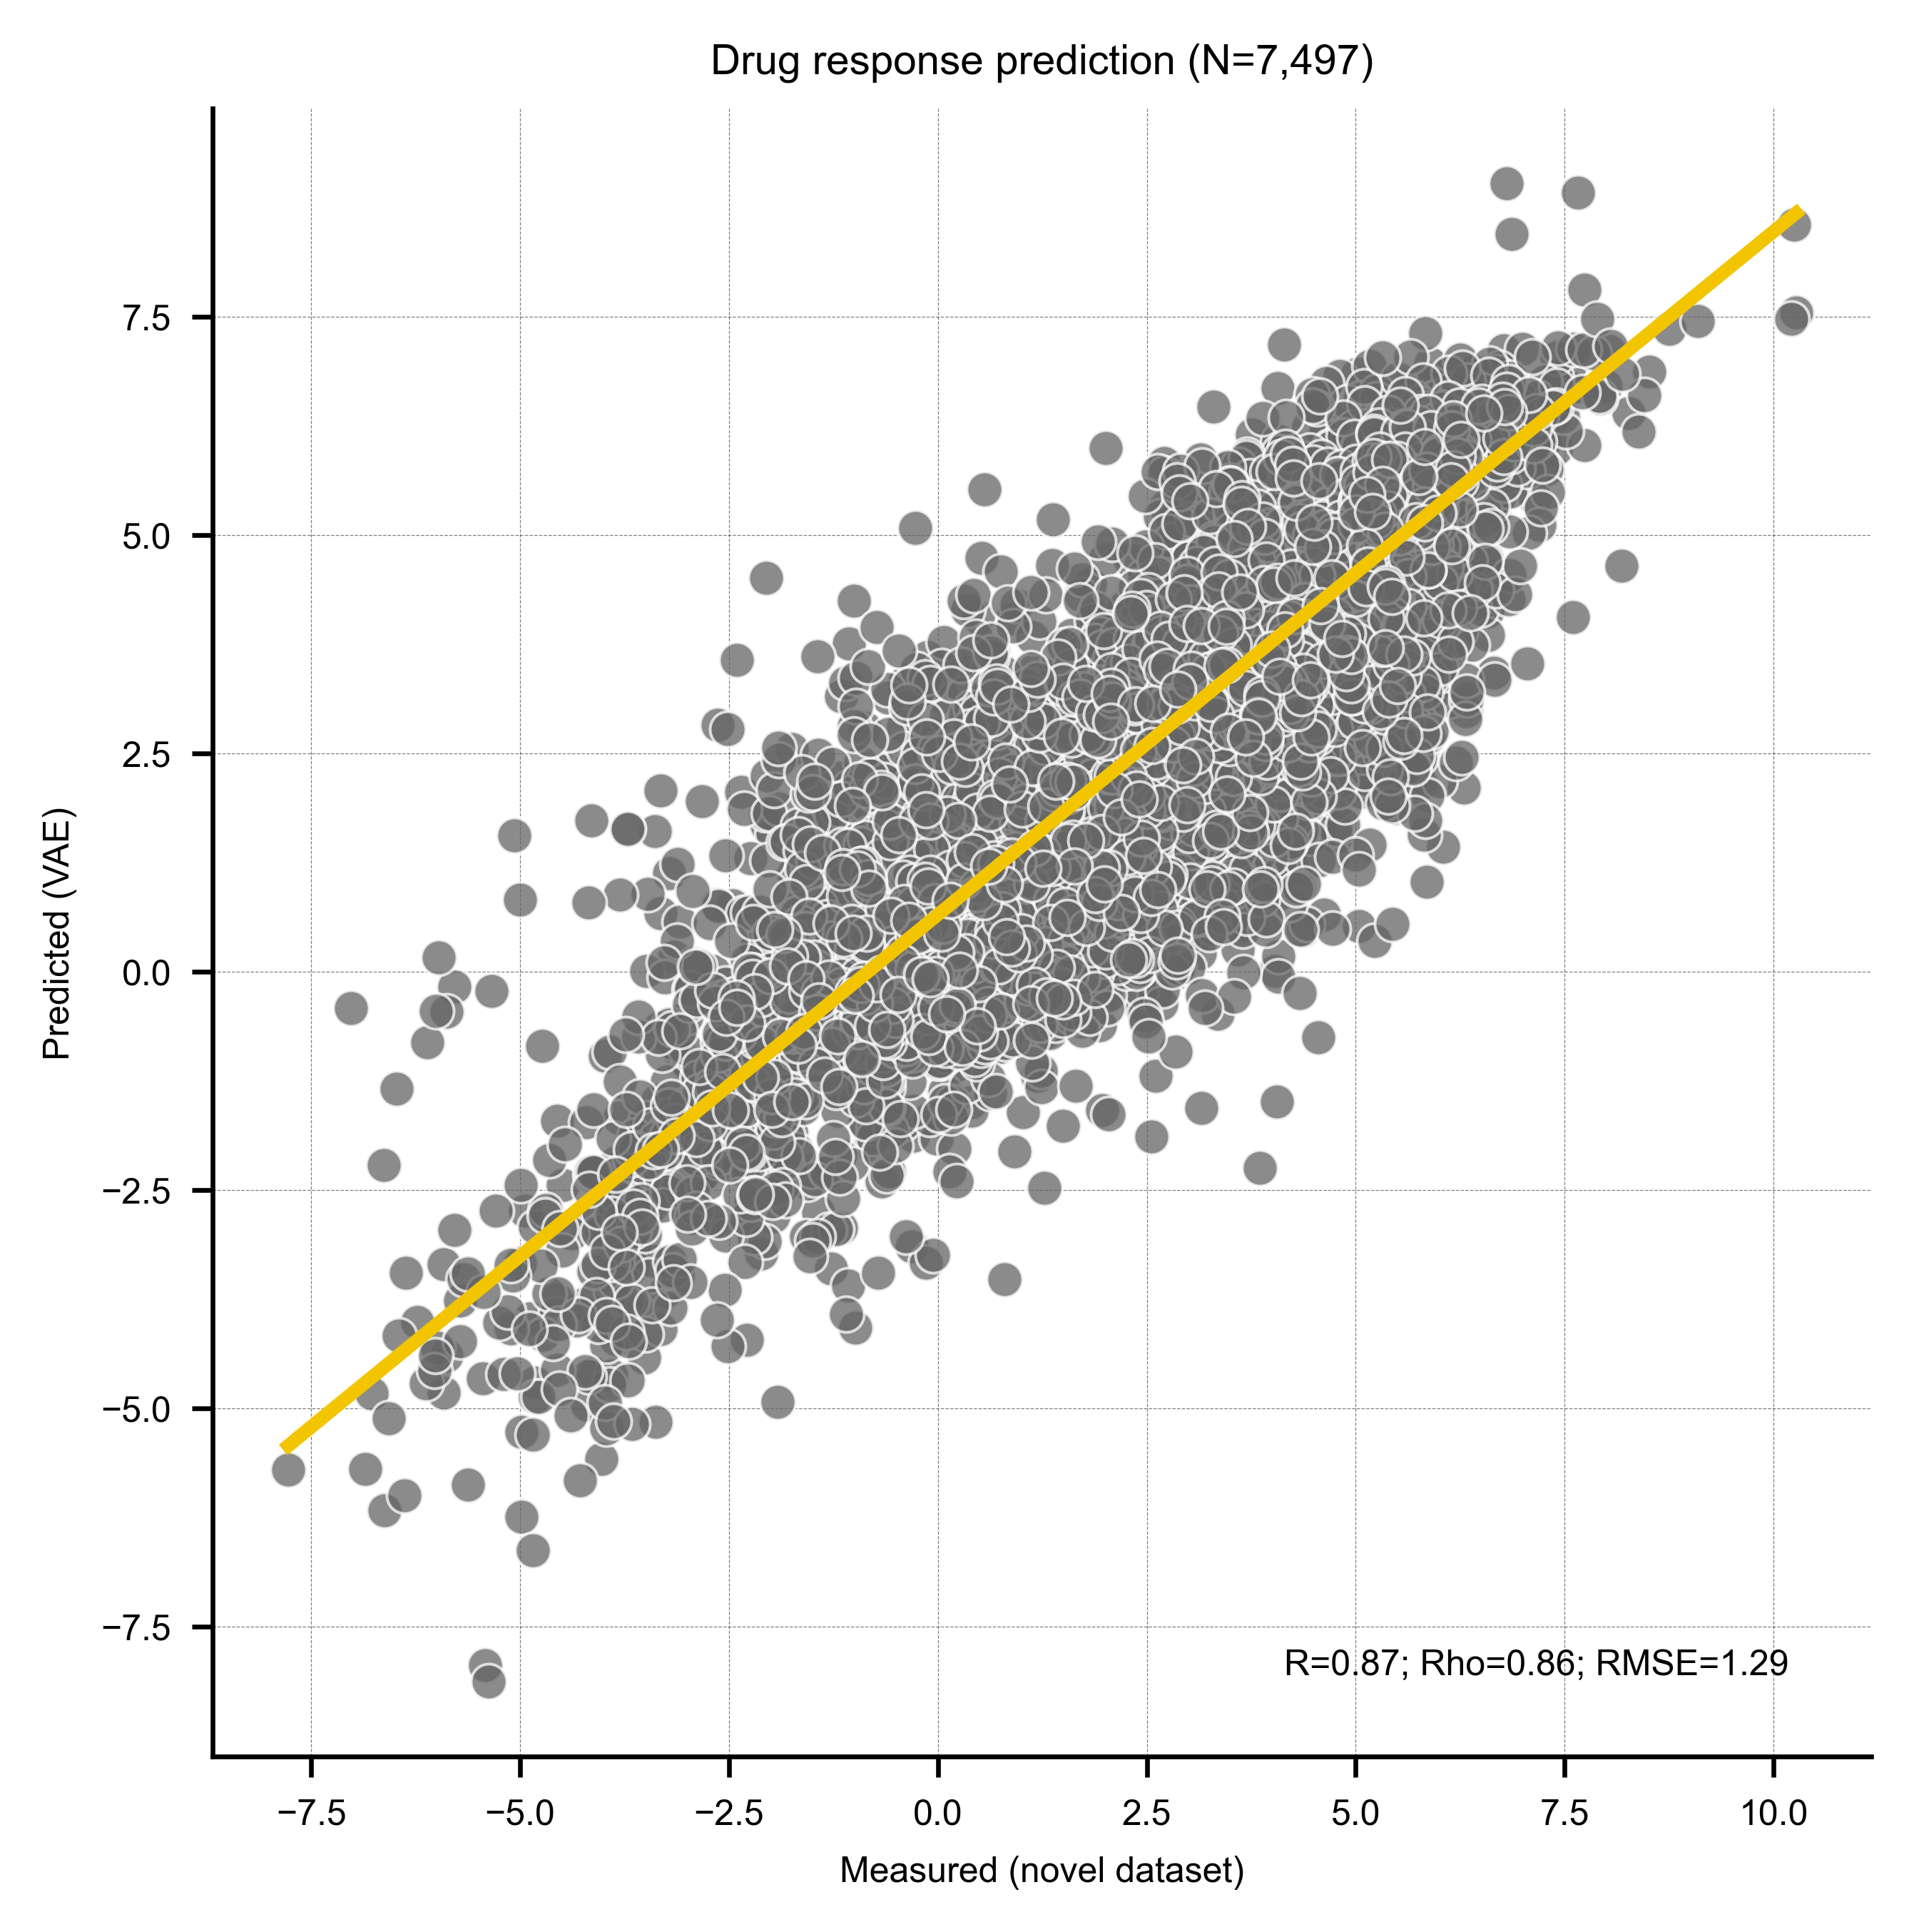 Drug response prediction (N=7,497)
7.5
5.0
2.5
0.0
−2.5
−5.0
−7.5
Predicted (VAE)
R=0.87; Rho=0.86; RMSE=1.29
−7.5 −5.0 −2.5 0.0 2.5 5.0 7.5 10.0
Measured (novel dataset)